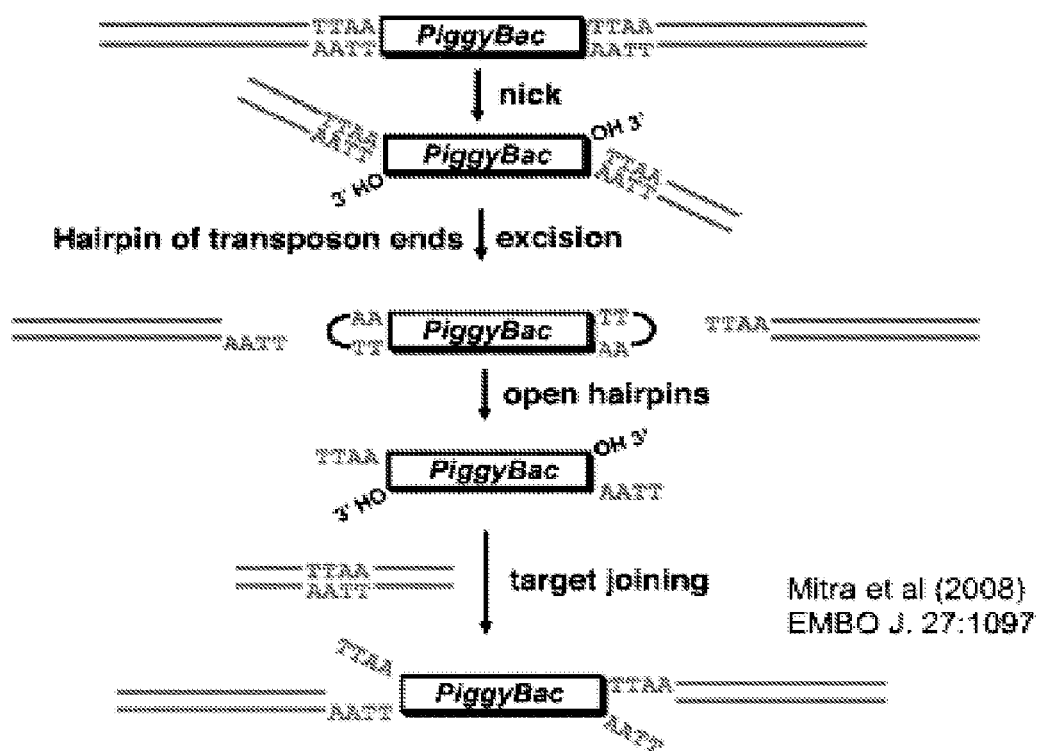 TTAA PiggyBac TTAA
AATT AATT
nick
TTAA OH 3'
AATT PiggyBac TTAA
3' HO AATT
Hairpin of transposon ends excision
AA PiggyBac TT TTAA
AATT TT AA
open hairpins
TTAA OH 3'
PiggyBac
3' HO AATT
TTAA target joining
AATT
Mitra et al (2008)
EMBO J. 27:1097
TTAA
PiggyBac TTAA
AATT AATT